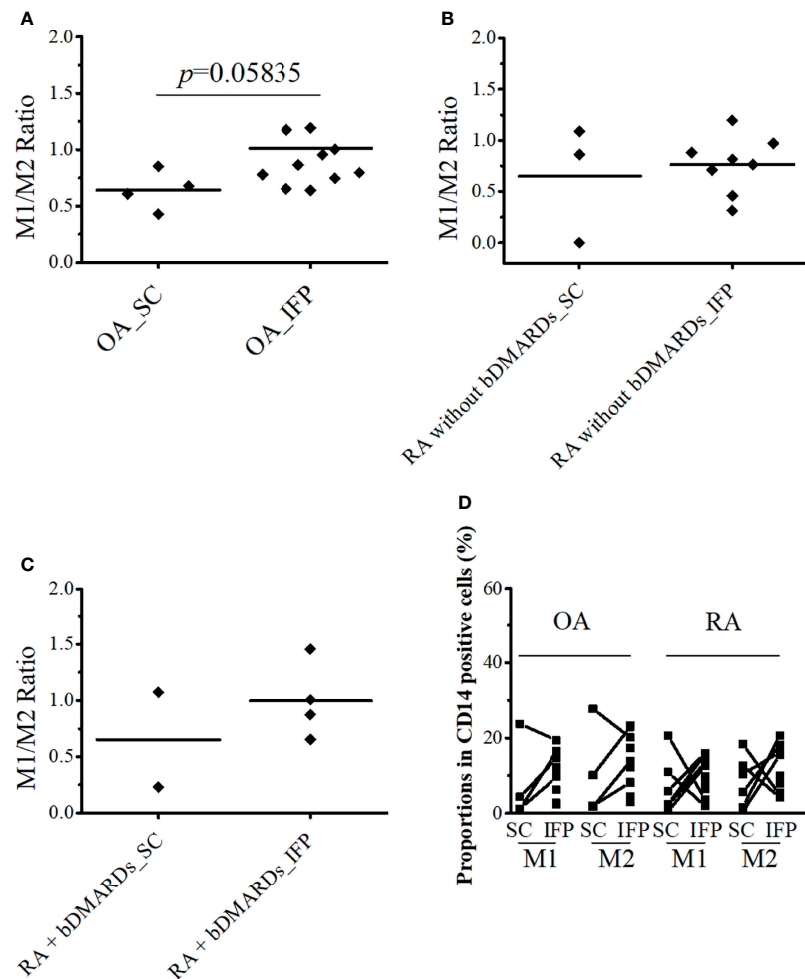 A
M1/M2 Ratio
2.0
1.5
1.0
0.5
0.0
p=0.05835
OA_SC
OA_IFP
B
M1/M2 Ratio
2.0
1.5
1.0
0.5
0.0
RA without bDMARDs_SC
RA without bDMARDs_IFP
C
M1/M2 Ratio
2.0
1.5
1.0
0.5
0.0
RA + bDMARDs_SC
RA + bDMARDs_IFP
D
Proportions in CD14 positive cells (%)
60
40
20
0
OA RA
SC IFP SC IFP SC IFP SC IFP
M1 M2 M1 M2